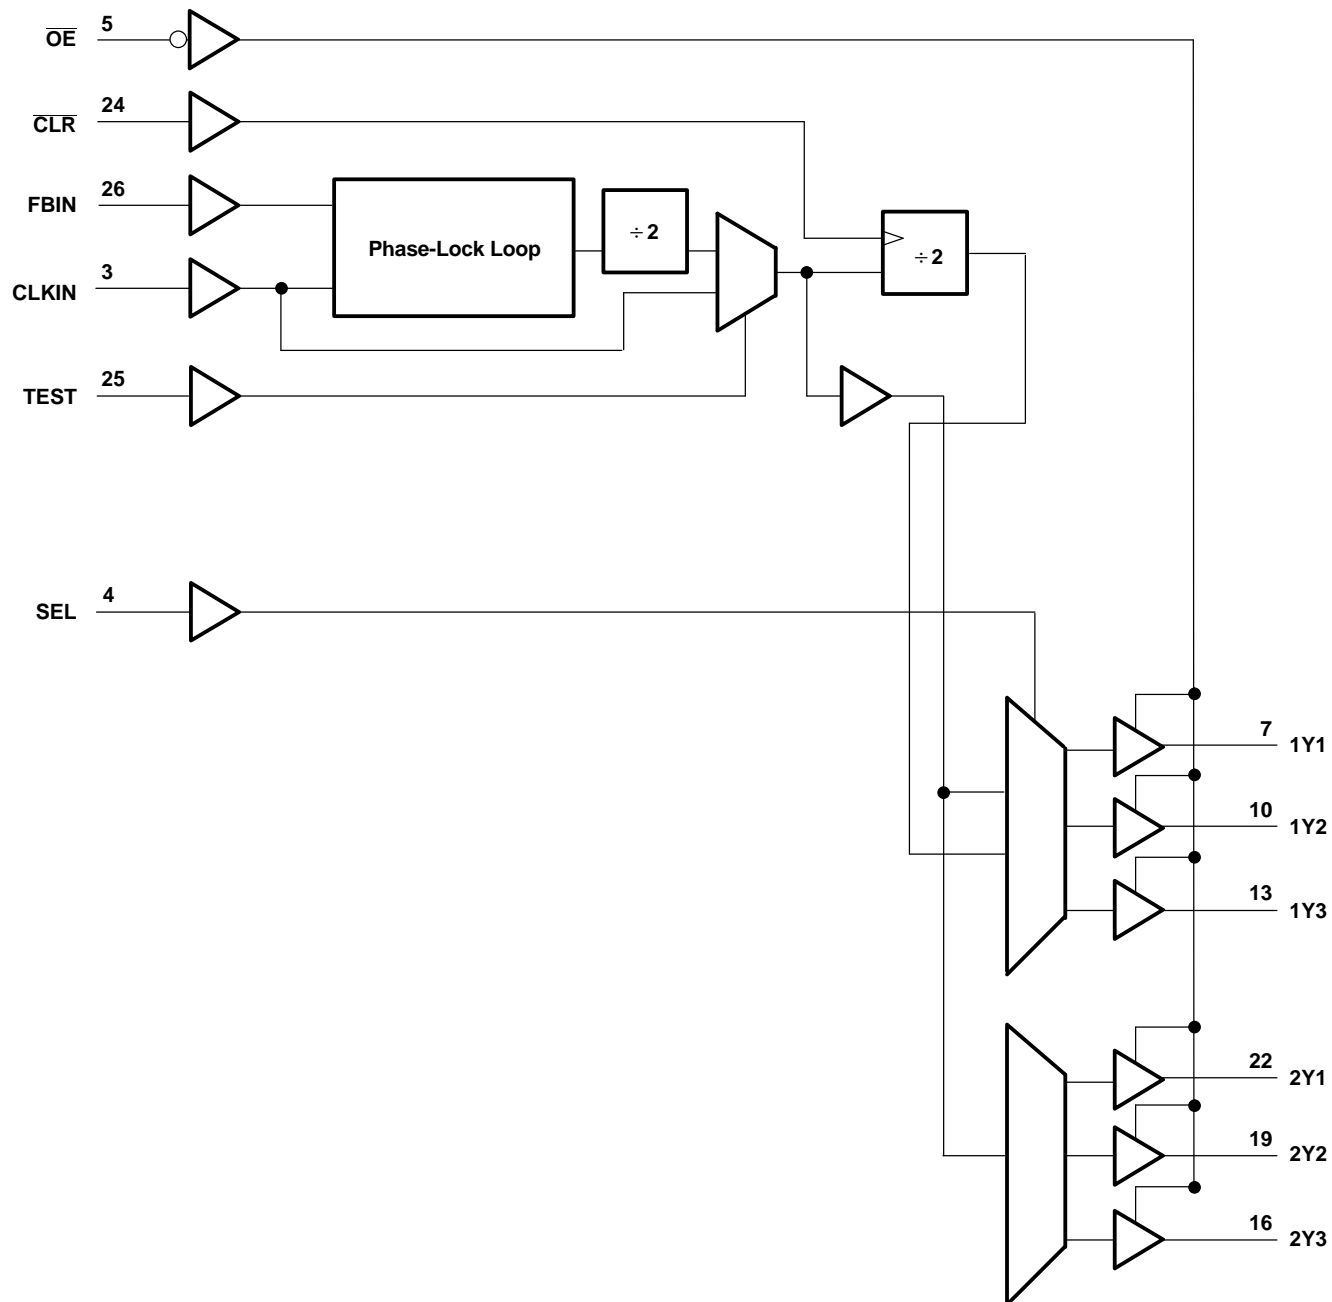 OE 5
CLR 24
FBIN 26
CLKIN 3
TEST 25
Phase-Lock Loop
÷2
÷2
SEL 4
7 1Y1
10 1Y2
13 1Y3
22 2Y1
19 2Y2
16 2Y3